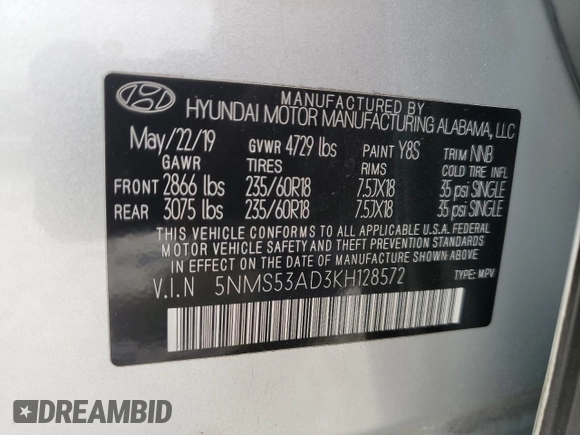 MANUFACTURED BY
HYUNDAI MOTOR MANUFACTURING ALABAMA, LLC
May/22/19 GVWR 4729 lbs PAINT Y8S TRIM NNB
GAWR TIRES RIMS COLD TIRE INFL
FRONT 2866 lbs 235/60R18 7.5JX18 35 psi SINGLE
REAR 3075 lbs 235/60R18 7.5JX18 35 psi SINGLE
THIS VEHICLE CONFORMS TO ALL APPLICABLE U.S.A. FEDERAL
MOTOR VEHICLE SAFETY AND THEFT PREVENTION STANDARDS
IN EFFECT ON THE DATE OF MANUFACTURE SHOWN ABOVE
V.I.N 5NMS53AD3KH128572 TYPE: MPV
DREAMBID